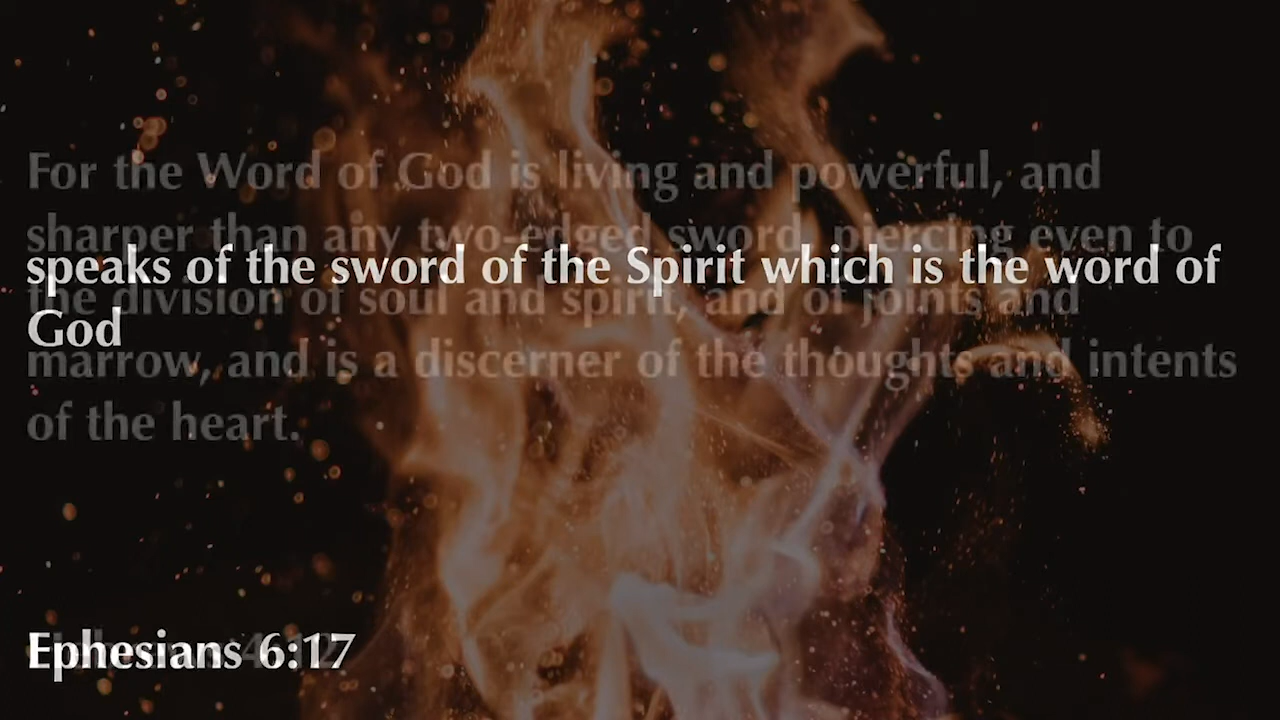 For the Word of God is living and powerful, and
sharper than any two-edged sword, piercing even to
speaks of the sword of the Spirit which is the word of
the division of soul and spirit, and of joints and
God
marrow, and is a discerner of the thoughts and intents
of the heart.
Ephesians 6:17